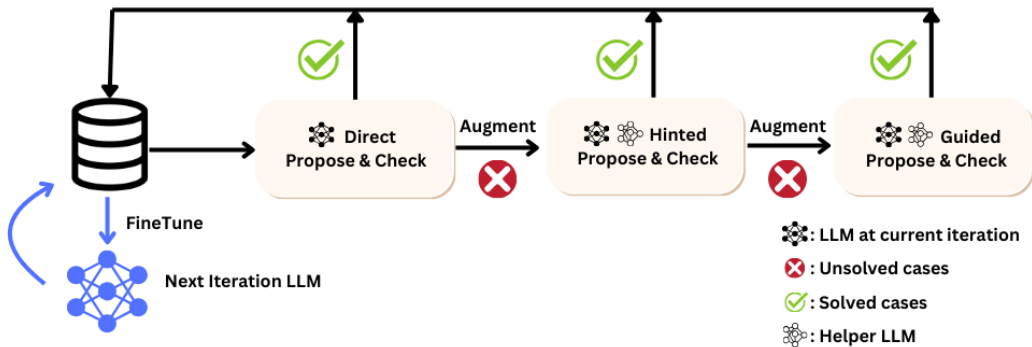 Direct
Propose & Check
Augment
Hinted
Propose & Check
Augment
Guided
Propose & Check
FineTune
Next Iteration LLM
: LLM at current iteration
: Unsolved cases
: Solved cases
: Helper LLM